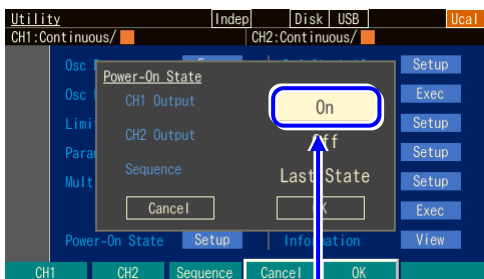 Utility Indep Disk USB Ucal
CH1:Continuous/ CH2:Continuous/
Osc Setup
Power-On State
Osc Exec
CH1 Output On
Limi Setup
CH2 Output Off
Para Setup
Sequence Last State
Mult Setup
Cancel OK
Exec
Power-On State Setup Information View
CH1 CH2 Sequence Cancel OK